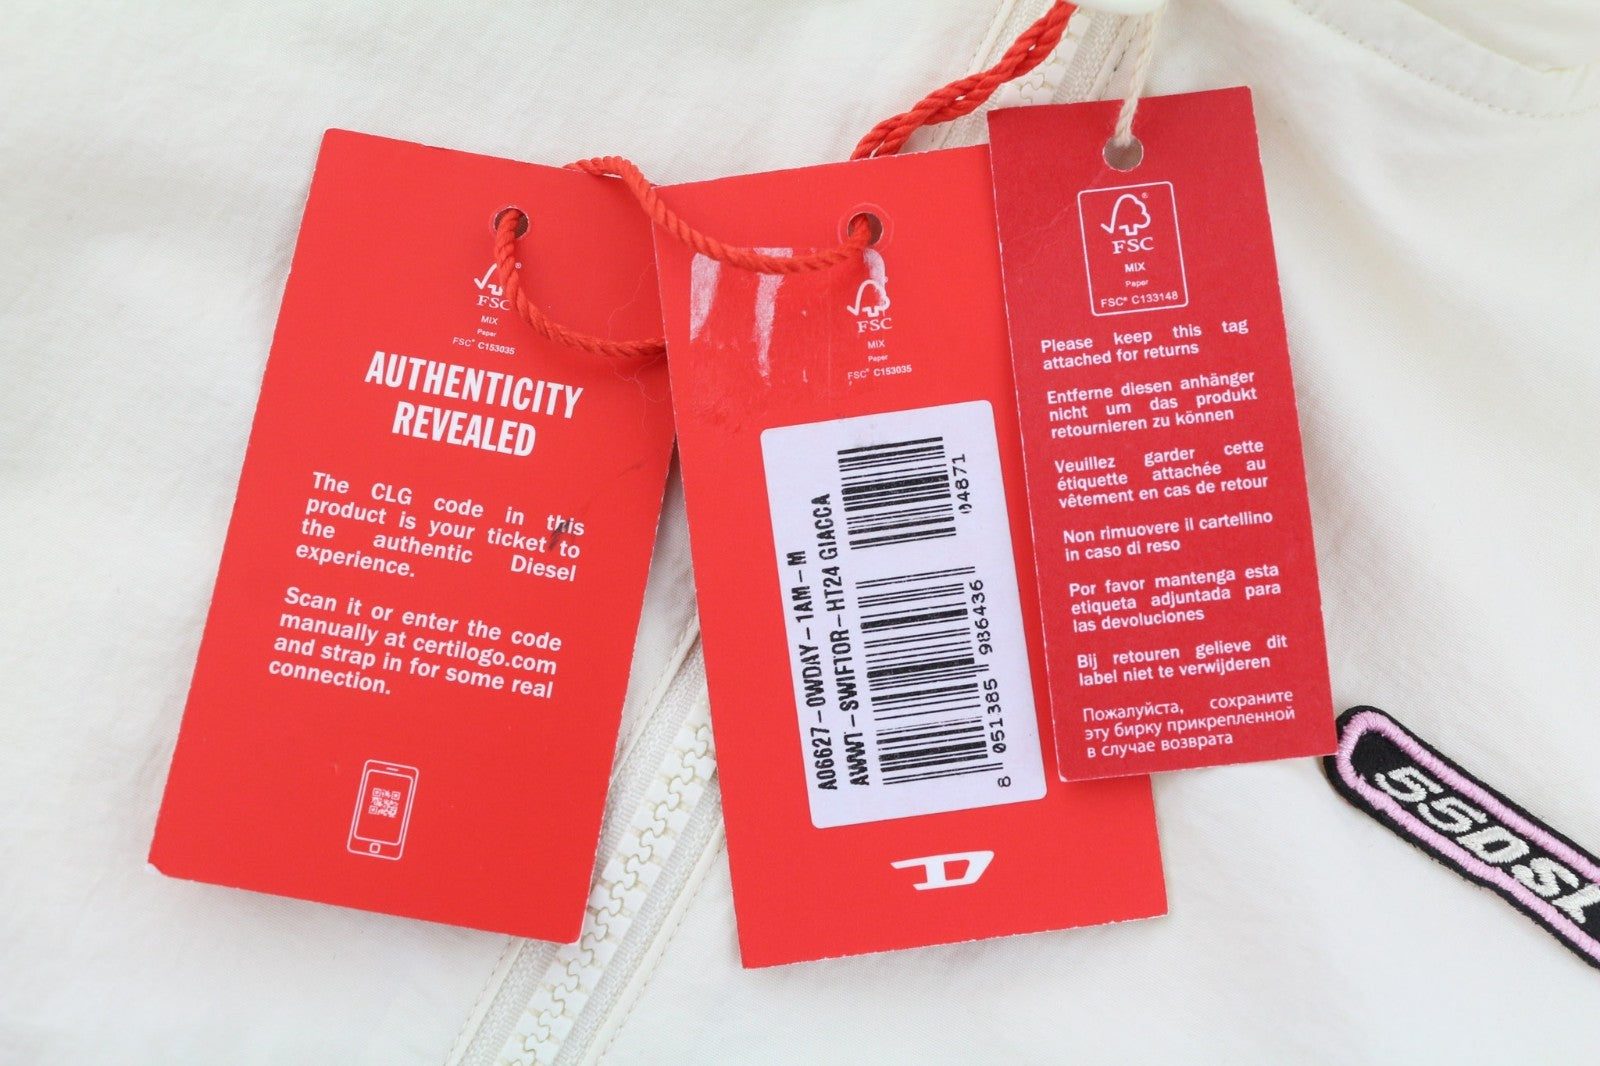 FSC
MIX
Paper
FSC® C153035
AUTHENTICITY
REVEALED
The CLG code in this
product is your ticket to
the authentic Diesel
experience.
Scan it or enter the code
manually at certilogo.com
and strap in for some real
connection.
FSC
MIX
Paper
FSC® C153035
A06627-0WDAY-1AM-M
AWWT-SWIFTOR-HT24 GIACCA
04871
8 051385 986436
D
FSC®
MIX
Paper
FSC® C133148
Please keep this tag
attached for returns
Entferne diesen anhänger
nicht um das produkt
retournieren zu können
Veuillez garder cette
étiquette attachée au
vêtement en cas de retour
Non rimuovere il cartellino
in caso di reso
Por favor mantenga esta
etiqueta adjuntada para
las devoluciones
Bij retouren gelieve dit
label niet te verwijderen
Пожалуйста, сохраните
эту бирку прикрепленной
в случае возврата
55DSL